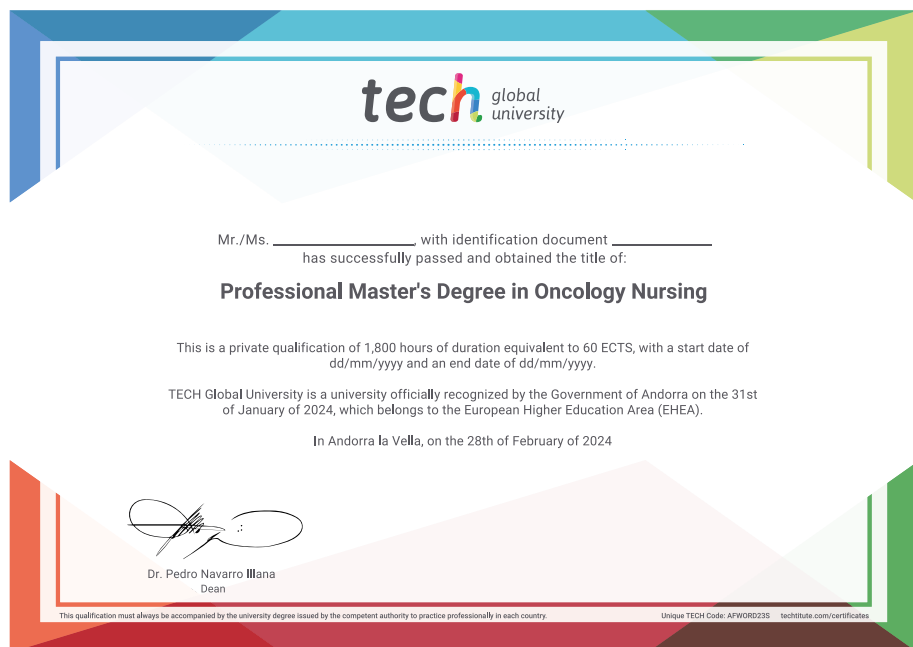 tech global university
Mr./Ms. ____________, with identification document ____________
has successfully passed and obtained the title of:
Professional Master's Degree in Oncology Nursing
This is a private qualification of 1,800 hours of duration equivalent to 60 ECTS, with a start date of
dd/mm/yyyy and an end date of dd/mm/yyyy.
TECH Global University is a university officially recognized by the Government of Andorra on the 31st
of January of 2024, which belongs to the European Higher Education Area (EHEA).
In Andorra la Vella, on the 28th of February of 2024
Dr. Pedro Navarro Illana
Dean
This qualification must always be accompanied by the university degree issued by the competent authority to practice professionally in each country.
Unique TECH Code: AFWORD23S techtitute.com/certificates